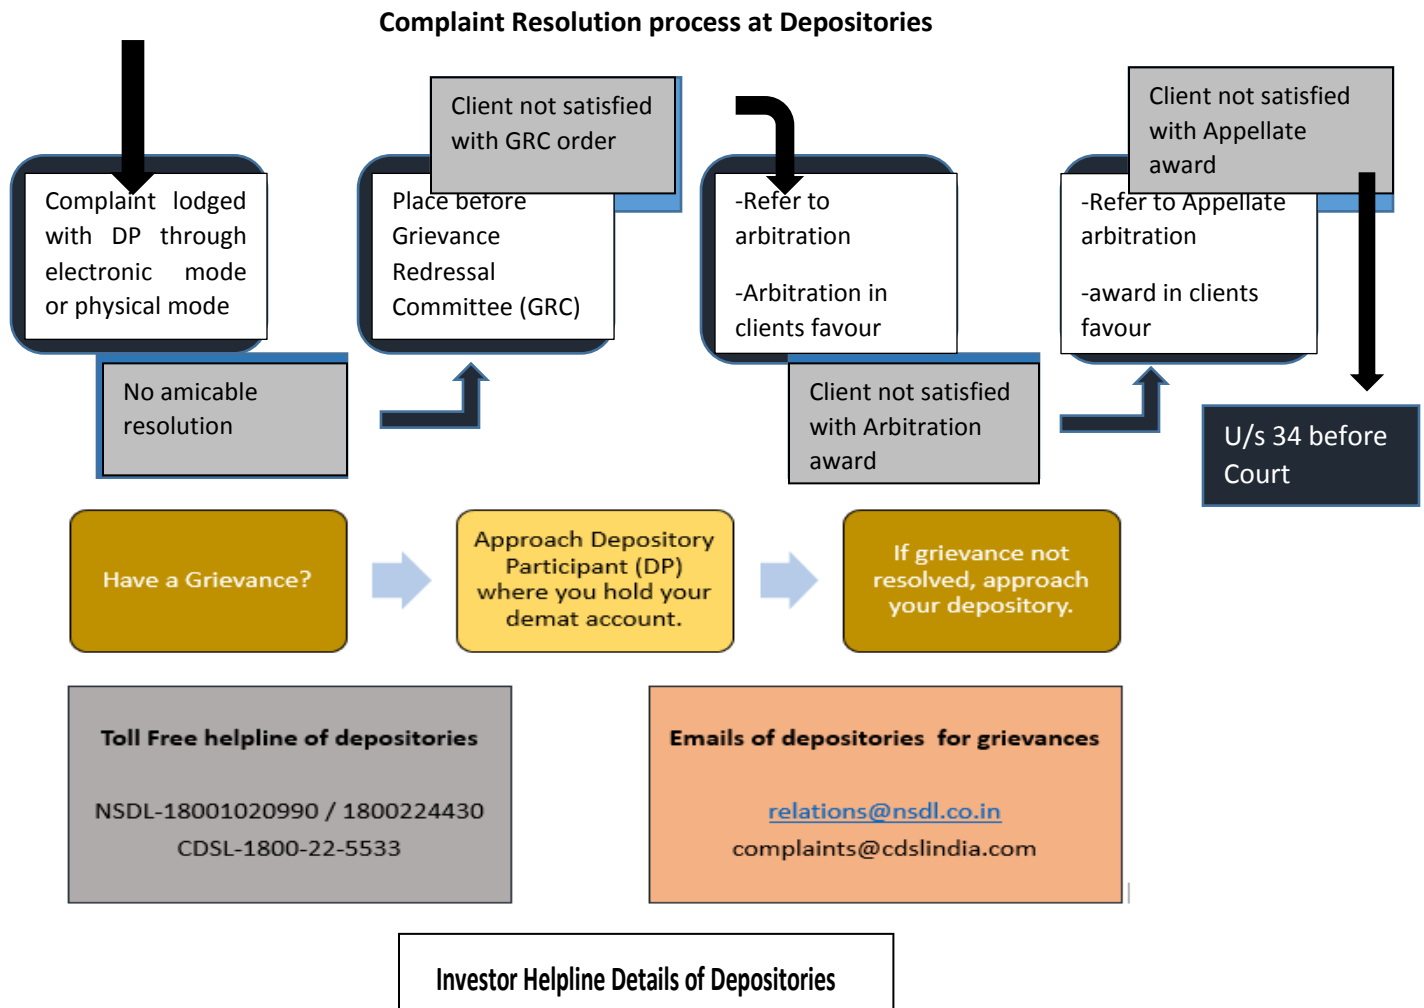 Complaint Resolution process at Depositories
Complaint lodged
with DP through
electronic mode
or physical mode
No amicable
resolution
Place before
Grievance
Redressal
Committee (GRC)
Client not satisfied
with GRC order
-Refer to
arbitration
-Arbitration in
clients favour
Client not satisfied
with Arbitration
award
-Refer to Appellate
arbitration
-award in clients
favour
Client not satisfied
with Appellate
award
U/s 34 before
Court
Have a Grievance?
Approach Depository
Participant (DP)
where you hold your
demat account.
If grievance not
resolved, approach
your depository.
Toll Free helpline of depositories
NSDL-18001020990 / 1800224430
CDSL-1800-22-5533
Emails of depositories for grievances
relations@nsdl.co.in
complaints@cdslindia.com
Investor Helpline Details of Depositories